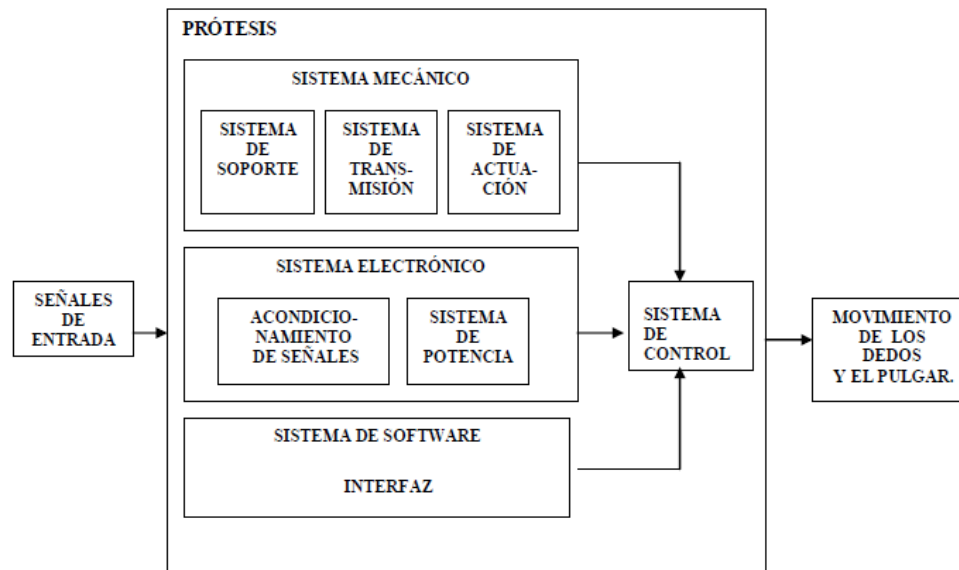 PRÓTESIS
SISTEMA MECÁNICO
SISTEMA
DE
SOPORTE
SISTEMA
DE
TRANS-
MISIÓN
SISTEMA
DE
ACTUA-
CIÓN
SISTEMA ELECTRÓNICO
ACONDICIO-
NAMIENTO
DE SEÑALES
SISTEMA
DE
POTENCIA
SISTEMA DE SOFTWARE
INTERFAZ
SEÑALES
DE
ENTRADA
SISTEMA
DE
CONTROL
MOVIMIENTO
DE LOS
DEDOS
Y EL PULGAR.